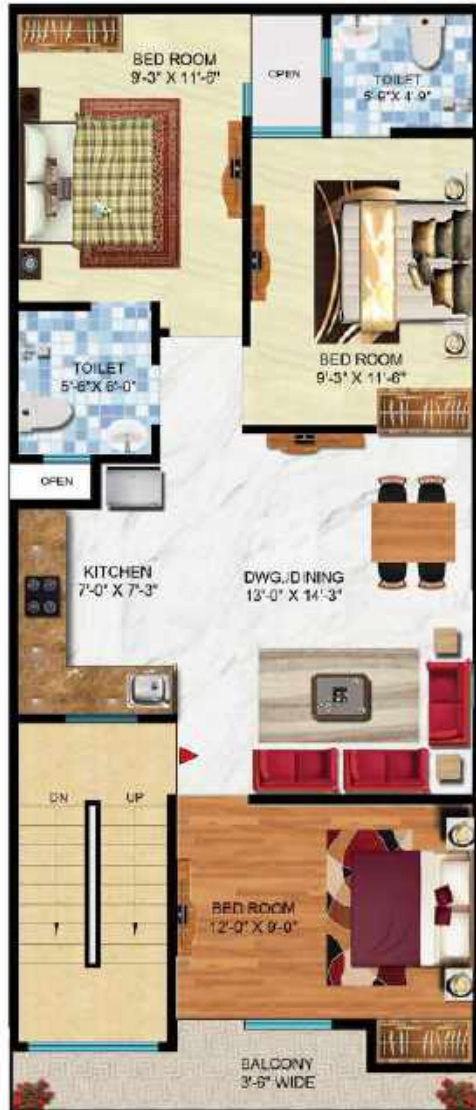 BED ROOM
9'-3" X 11'-6"
OPEN
TOILET
5'-9" X 4'-9"
BED ROOM
9'-3" X 11'-6"
TOILET
5'-6" X 6'-0"
OPEN
KITCHEN
7'-0" X 7'-3"
DWG./DINING
13'-0" X 14'-3"
DN
UP
BED ROOM
12'-0" X 9'-0"
BALCONY
3'-6" WIDE